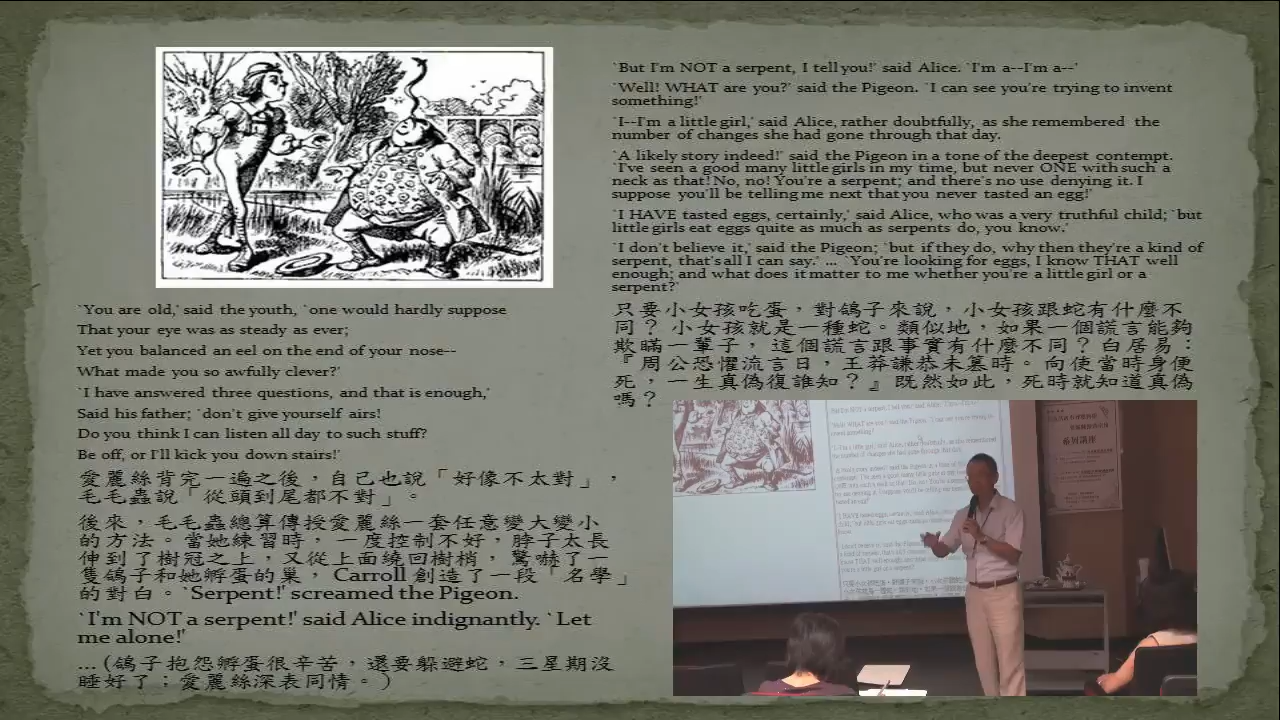 `You are old,' said the youth, `one would hardly suppose
That your eye was as steady as ever;
Yet you balanced an eel on the end of your nose--
What made you so awfully clever?'
`I have answered three questions, and that is enough,'
Said his father; `don't give yourself airs!
Do you think I can listen all day to such stuff?
Be off, or I'll kick you down stairs!'
愛麗絲背完一遍之後，自己也說「好像不太對」，
毛毛蟲說「從頭到尾都不對」。
後來，毛毛蟲總算傳授愛麗絲一套任意變大變小
的方法。當她練習時，一度控制不好，脖子太長
伸到了樹冠之上，又從上面繞回樹梢，驚嚇了一
隻鴿子和她孵蛋的巢，Carroll 創造了一段「名學」
的對白。`Serpent!' screamed the Pigeon.
`I'm NOT a serpent!' said Alice indignantly. `Let
me alone!'
... (鴿子抱怨孵蛋很辛苦，還要躲避蛇，三星期沒
睡好了；愛麗絲深表同情。)
`But I'm NOT a serpent, I tell you!' said Alice. `I'm a--I'm a--'
`Well! WHAT are you?' said the Pigeon. `I can see you're trying to invent
something!'
`I--I'm a little girl,' said Alice, rather doubtfully, as she remembered the
number of changes she had gone through that day.
`A likely story indeed!' said the Pigeon in a tone of the deepest contempt.
`I've seen a good many little girls in my time, but never ONE with such a
neck as that! No, no! You're a serpent; and there's no use denying it. I
suppose you'll be telling me next that you never tasted an egg!'
`I HAVE tasted eggs, certainly,' said Alice, who was a very truthful child; `but
little girls eat eggs quite as much as serpents do, you know.'
`I don't believe it,' said the Pigeon; `but if they do, why then they're a kind of
serpent, that's all I can say.' ... `You're looking for eggs, I know THAT well
enough; and what does it matter to me whether you're a little girl or a
serpent?'
只要小女孩吃蛋，對鴿子來說，小女孩跟蛇有什麼不
同？小女孩就是一種蛇。類似地，如果一個謊言能夠
欺瞞一輩子，這個謊言跟事實有什麼不同？白居易：
『周公恐懼流言日，王莽謙恭未篡時。向使當時身便
死，一生真偽復誰知？』既然如此，死時就知道真偽
嗎？